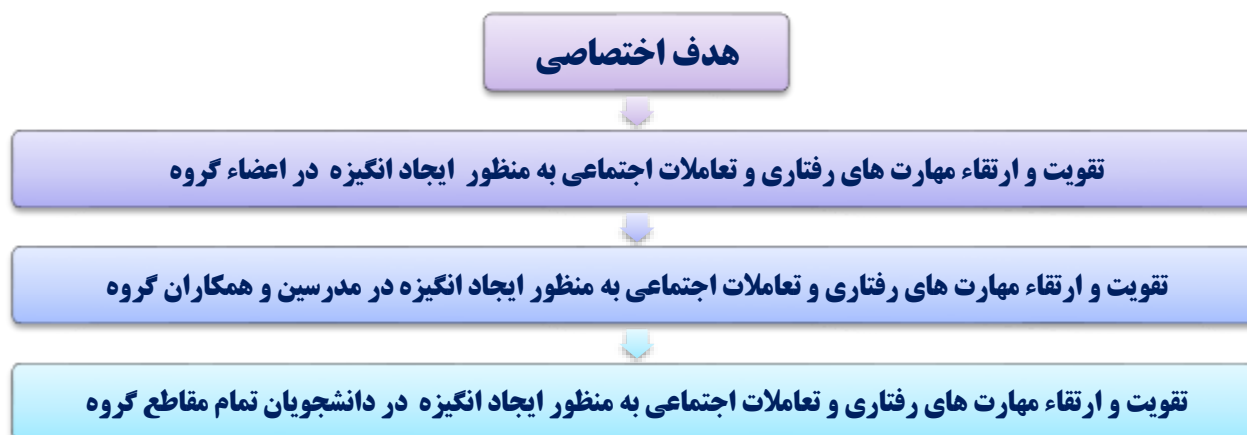 هدف اختصاصی
تقویت و ارتقاء مهارت های رفتاری و تعاملات اجتماعی به منظور ایجاد انگیزه در اعضاء گروه
تقویت و ارتقاء مهارت های رفتاری و تعاملات اجتماعی به منظور ایجاد انگیزه در مدرسین و همکاران گروه
تقویت و ارتقاء مهارت های رفتاری و تعاملات اجتماعی به منظور ایجاد انگیزه در دانشجویان تمام مقاطع گروه